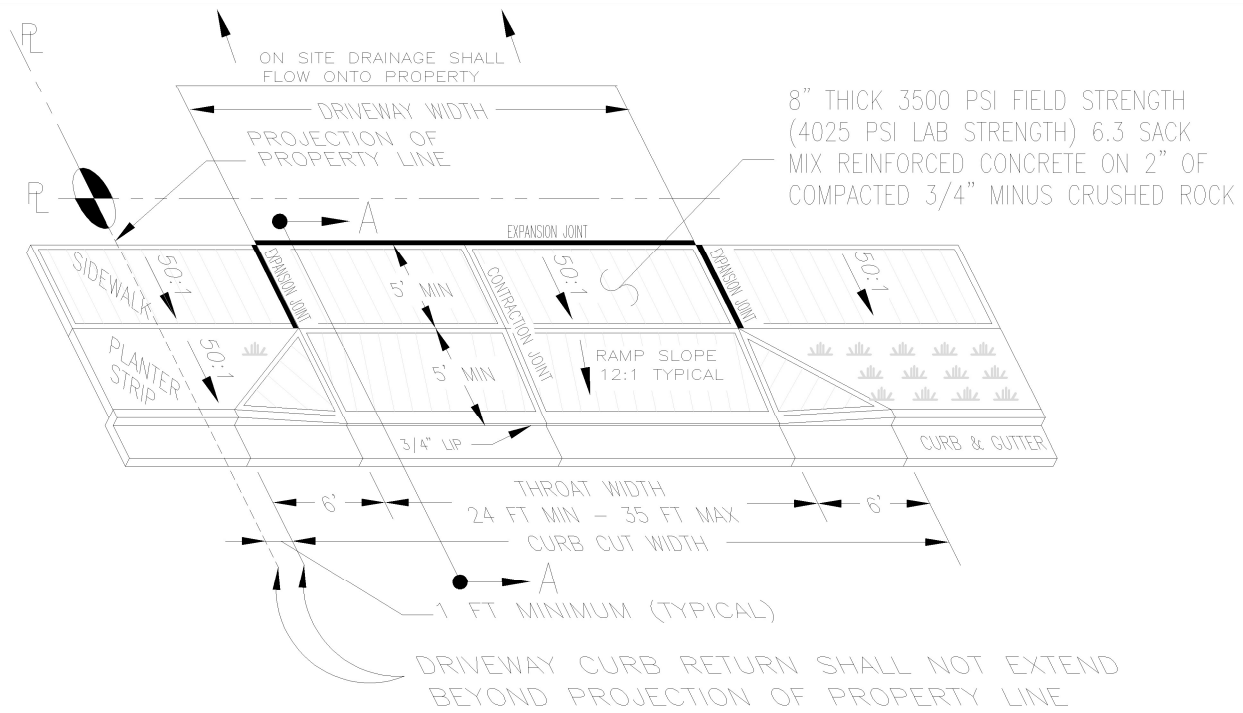 PL
ON SITE DRAINAGE SHALL
FLOW ONTO PROPERTY
DRIVEWAY WIDTH
PROJECTION OF
PROPERTY LINE
8" THICK 3500 PSI FIELD STRENGTH
(4025 PSI LAB STRENGTH) 6.3 SACK
MIX REINFORCED CONCRETE ON 2" OF
COMPACTED 3/4" MINUS CRUSHED ROCK
PL
A
EXPANSION JOINT
SIDEWALK
50:1
EXPANSION JOINT
5' MIN
CONTRACTION JOINT
50:1
EXPANSION JOINT
50:1
PLANTER
STRIP
50:1
5' MIN
RAMP SLOPE
12:1 TYPICAL
3/4" LIP
CURB & GUTTER
6'
THROAT WIDTH
24 FT MIN - 35 FT MAX
6'
CURB CUT WIDTH
A
1 FT MINIMUM (TYPICAL)
DRIVEWAY CURB RETURN SHALL NOT EXTEND
BEYOND PROJECTION OF PROPERTY LINE